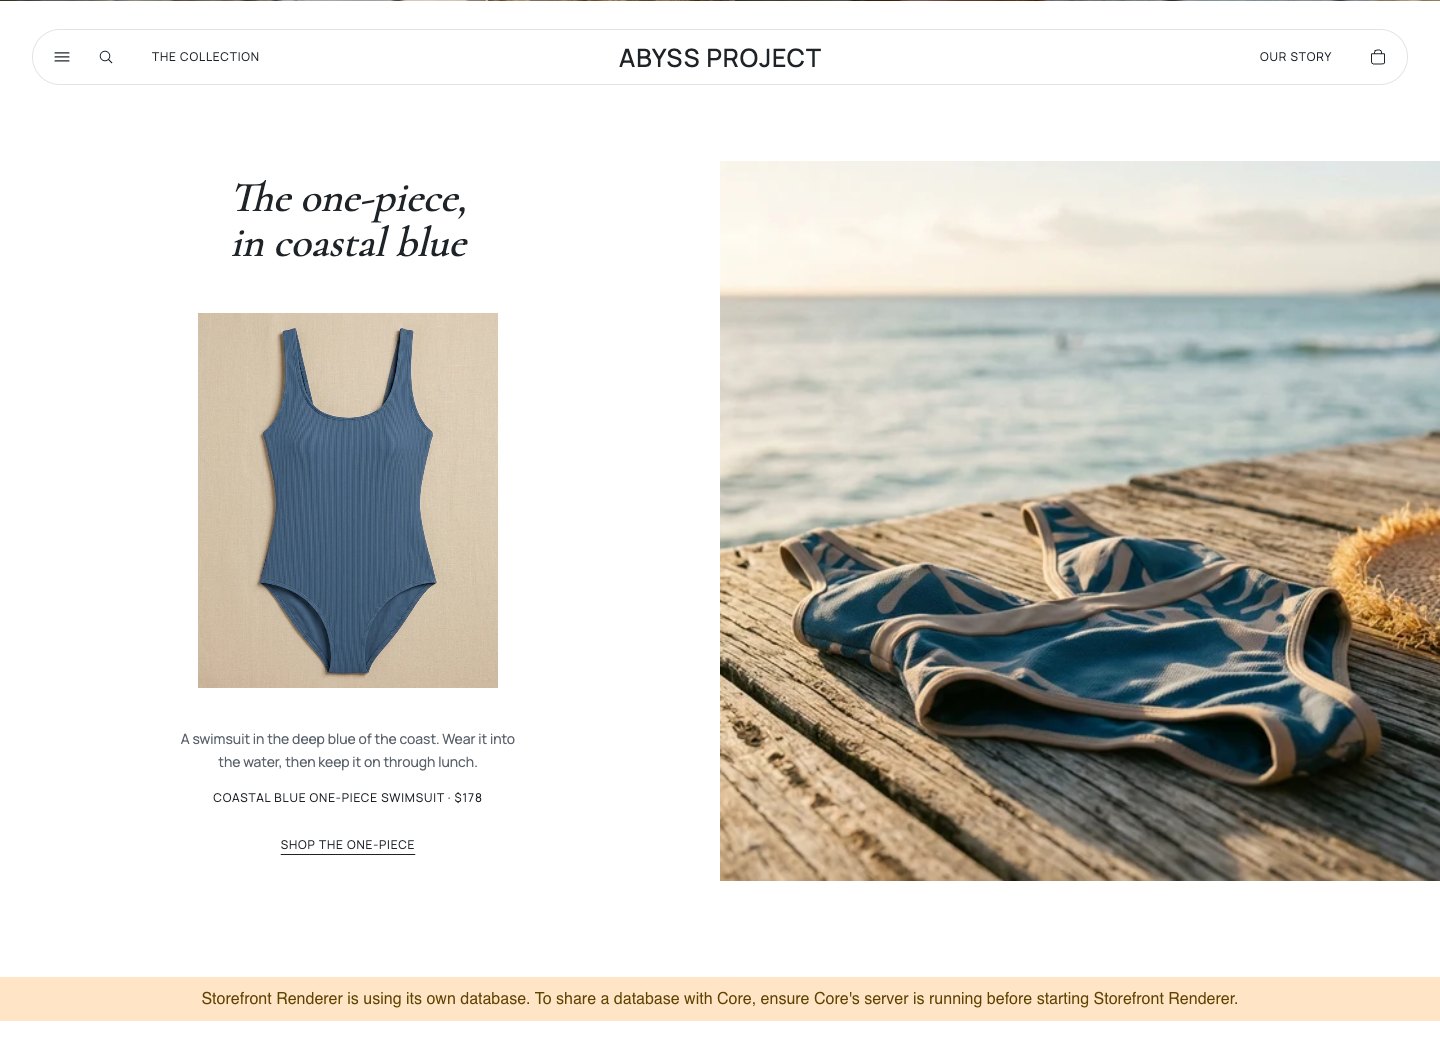 THE COLLECTION
ABYSS PROJECT
OUR STORY
The one-piece,
in coastal blue
A swimsuit in the deep blue of the coast. Wear it into
the water, then keep it on through lunch.
COASTAL BLUE ONE-PIECE SWIMSUIT · $178
SHOP THE ONE-PIECE
Storefront Renderer is using its own database. To share a database with Core, ensure Core's server is running before starting Storefront Renderer.